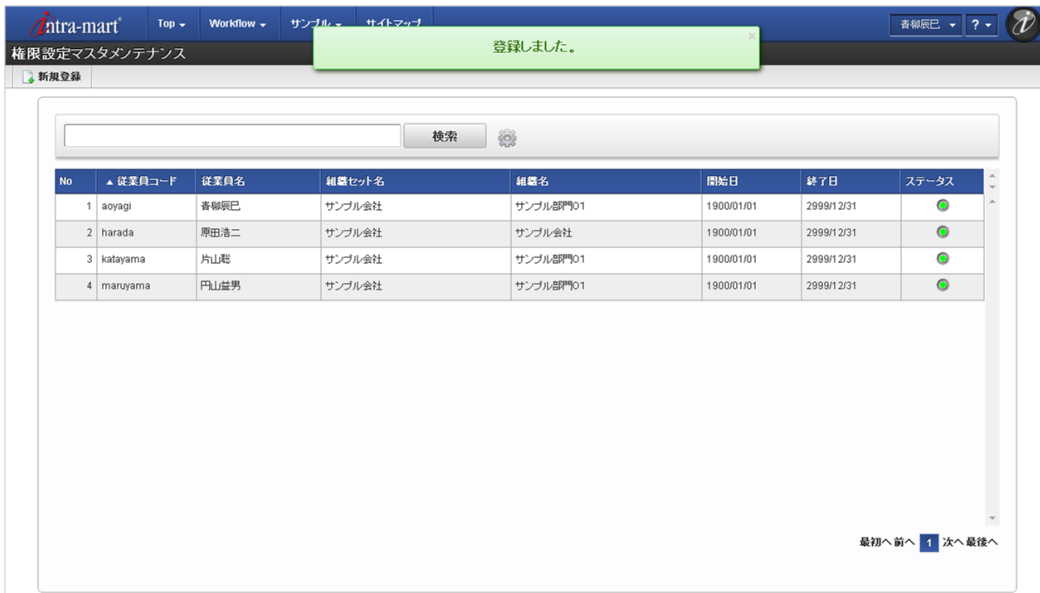 intra-mart®
Top
Workflow
サンプル
サイトマップ
青柳辰巳
?
登録しました。
×
権限設定マスタメンテナンス
新規登録
検索
No ▲従業員コード 従業員名 組織セット名 組織名 開始日 終了日 ステータス
1 aoyagi 青柳辰巳 サンプル会社 サンプル部門01 1900/01/01 2999/12/31
2 harada 原田浩二 サンプル会社 サンプル会社 1900/01/01 2999/12/31
3 katayama 片山聡 サンプル会社 サンプル部門01 1900/01/01 2999/12/31
4 maruyama 円山益男 サンプル会社 サンプル部門01 1900/01/01 2999/12/31
最初へ 前へ 1 次へ 最後へ